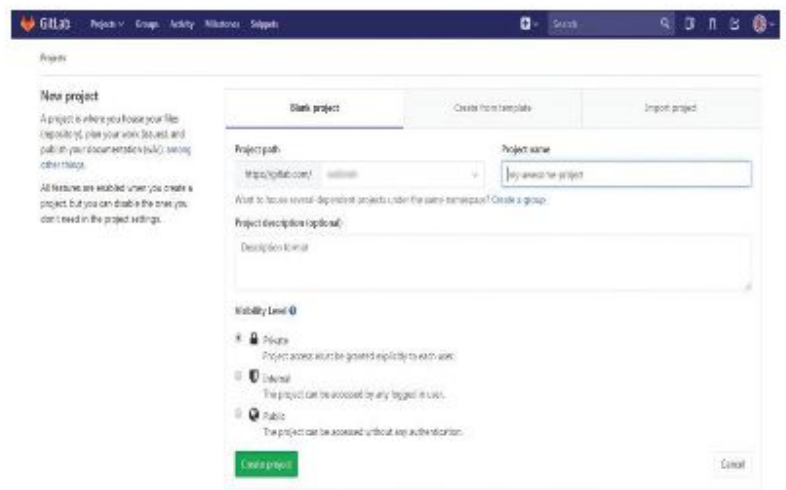 GitLab Projects Groups Activity Milestones Snippets Search
Projects
New project
A project is where you house your files
(repository), plan your work (issues), and
publish your documentation (wiki), among
other things.
All features are enabled when you create a
project, but you can disable the ones you
don't need in the project settings.
Blank project Create from template Import project
Project path Project name
https://gitlab.com/ my-awesome-project
Want to house several dependent projects under the same namespace? Create a group
Project description (optional)
Description format
Visibility Level
Private
Project access must be granted explicitly to each user.
Internal
The project can be accessed by any logged in user.
Public
The project can be accessed without any authentication.
Create project Cancel